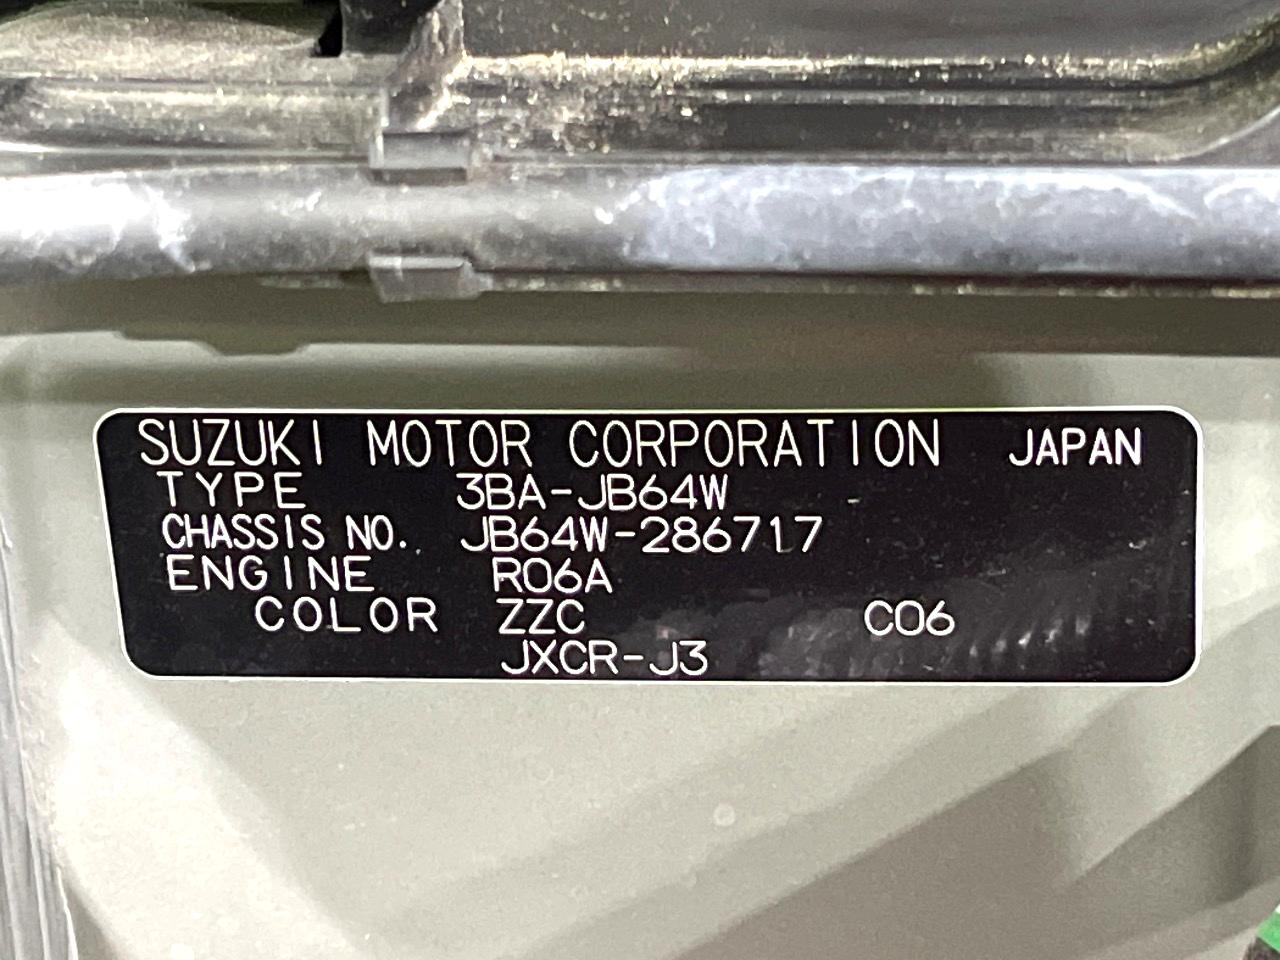 SUZUKI MOTOR CORPORATION JAPAN
TYPE 3BA-JB64W
CHASSIS NO. JB64W-286717
ENGINE R06A
COLOR ZZC C06
JXCR-J3